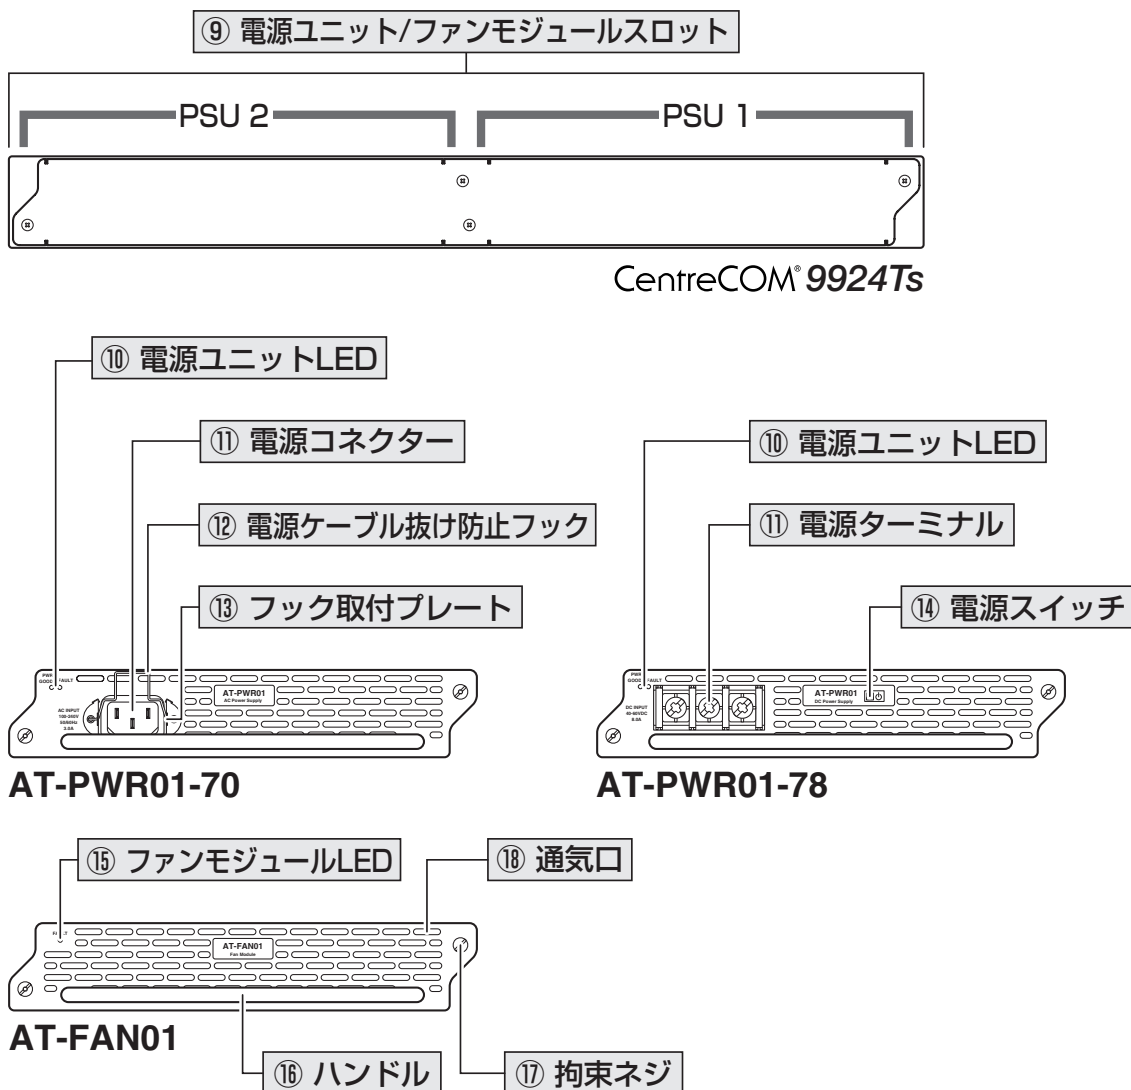 ⑨ 電源ユニット/ファンモジュールスロット
PSU 2
PSU 1
CentreCOM® 9924Ts
⑩ 電源ユニットLED
⑪ 電源コネクター
⑫ 電源ケーブル抜け防止フック
⑬ フック取付プレート
PWR
GOOD FAULT
AC INPUT
100-240V
50/60Hz
3.0A
AT-PWR01
AC Power Supply
AT-PWR01-70
⑩ 電源ユニットLED
⑪ 電源ターミナル
⑭ 電源スイッチ
PWR
GOOD FAULT
DC INPUT
40-60VDC
8.0A
AT-PWR01
DC Power Supply
AT-PWR01-78
⑮ ファンモジュールLED
⑱ 通気口
AT-FAN01
Fan Module
AT-FAN01
⑯ ハンドル
⑰ 拘束ネジ